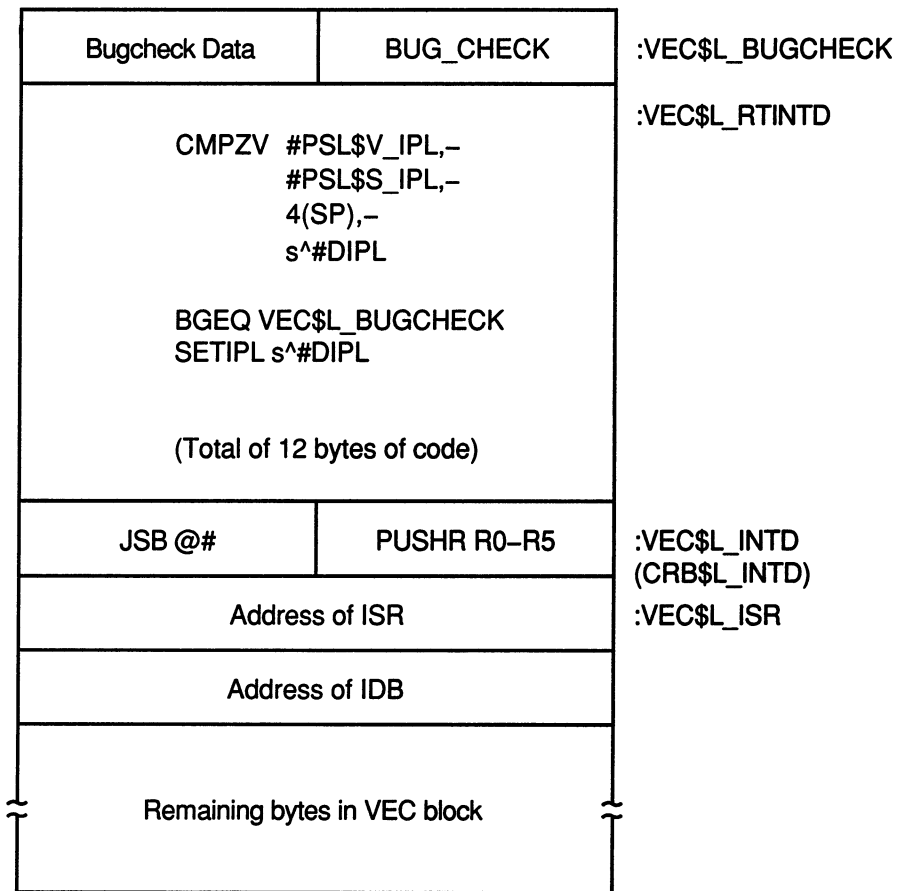 Bugcheck Data BUG_CHECK :VEC$L_BUGCHECK
:VEC$L_RTINTD
CMPZV #PSL$V_IPL,–
#PSL$S_IPL,–
4(SP),–
s^#DIPL
BGEQ VEC$L_BUGCHECK
SETIPL s^#DIPL
(Total of 12 bytes of code)
JSB @# PUSHR R0–R5 :VEC$L_INTD
(CRB$L_INTD)
Address of ISR :VEC$L_ISR
Address of IDB
Remaining bytes in VEC block